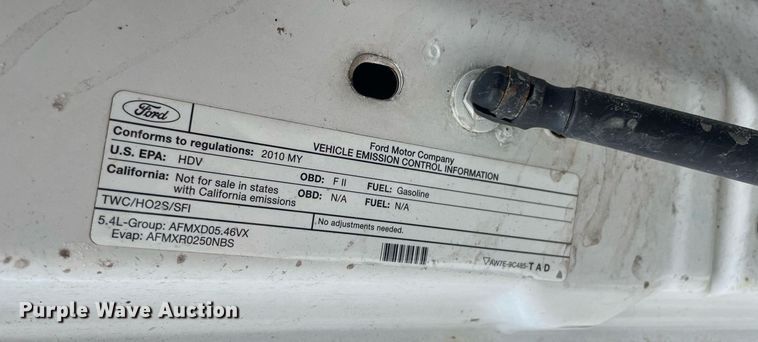 Ford
Ford Motor Company
VEHICLE EMISSION CONTROL INFORMATION
Conforms to regulations: 2010 MY
U.S. EPA: HDV OBD: F II FUEL: Gasoline
California: Not for sale in states with California emissions OBD: N/A FUEL: N/A
TWC/HO2S/SFI
No adjustments needed.
5.4L-Group: AFMXD05.46VX
Evap: AFMXR0250NBS
AW7E-9C485-TAD
Purple Wave Auction